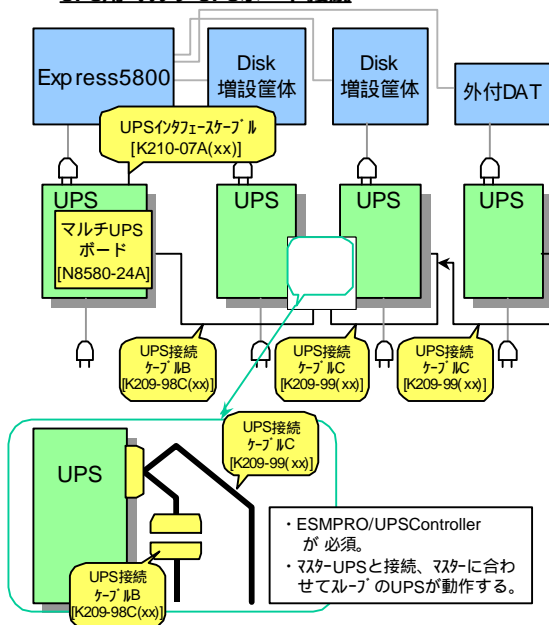 Express5800
Disk
増設筐体
Disk
増設筐体
外付DAT
UPSｲﾝﾀﾌｪｰｽｹｰﾌﾞﾙ
[K210-07A(xx)]
UPS
UPS
UPS
UPS
マルチUPS
ボード
[N8580-24A]
UPS接続
ｹｰﾌﾞﾙB
[K209-98C(xx)]
UPS接続
ｹｰﾌﾞﾙC
[K209-99(xx)]
UPS接続
ｹｰﾌﾞﾙC
[K209-99(xx)]
UPS接続
ｹｰﾌﾞﾙC
[K209-99(xx)]
UPS
UPS接続
ｹｰﾌﾞﾙB
[K209-98C(xx)]
・ESMPRO/UPSController
が 必須。
・ﾏｽﾀｰUPSと接続、ﾏｽﾀｰに合わ
せてｽﾚｰﾌﾞのUPSが動作する。